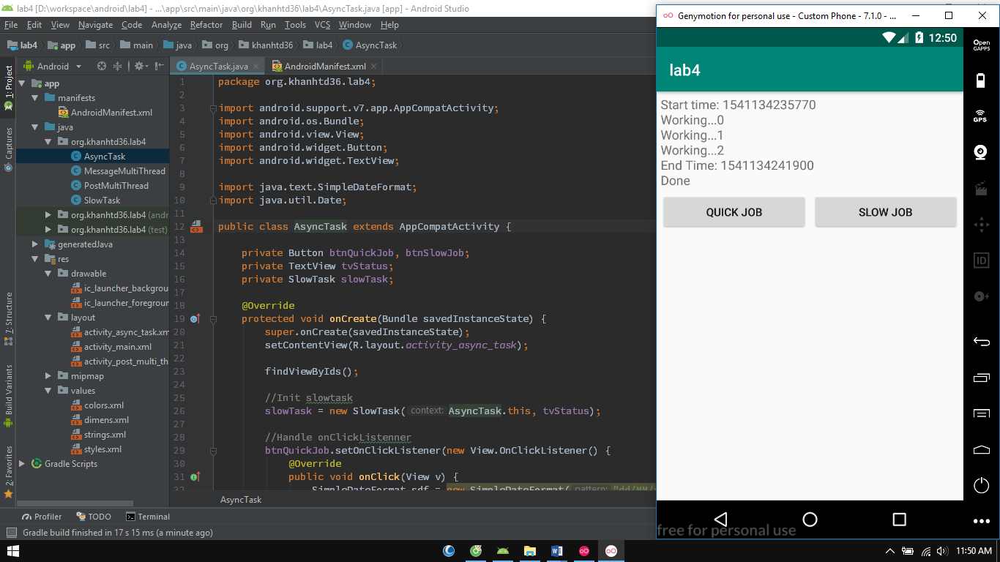 lab4 [D:\workspace\android\lab4] - ...\app\src\main\java\org\khanhtd36\lab4\AsyncTask.java [app] - Android Studio
File Edit View Navigate Code Analyze Refactor Build Run Tools VCS Window Help
lab4 app src main java org khanhtd36 lab4 AsyncTask
1: Project
Captures
Z: Structure
Build Variants
2: Favorites
Android
app
manifests
AndroidManifest.xml
java
org.khanhtd36.lab4
AsyncTask
MessageMultiThread
PostMultiThread
SlowTask
org.khanhtd36.lab4 (andr
org.khanhtd36.lab4 (test)
generatedJava
res
drawable
ic_launcher_backgrou
ic_launcher_foregroun
layout
activity_async_task.xm
activity_main.xml
activity_post_multi_th
mipmap
values
colors.xml
dimens.xml
strings.xml
styles.xml
Gradle Scripts
AsyncTask.java AndroidManifest.xml
1 package org.khanhtd36.lab4;
2
3 import android.support.v7.app.AppCompatActivity;
4 import android.os.Bundle;
5 import android.view.View;
6 import android.widget.Button;
7 import android.widget.TextView;
8
9 import java.text.SimpleDateFormat;
10 import java.util.Date;
11
12 public class AsyncTask extends AppCompatActivity {
13
14 private Button btnQuickJob, btnSlowJob;
15 private TextView tvStatus;
16 private SlowTask slowTask;
17
18 @Override
19 protected void onCreate(Bundle savedInstanceState) {
20 super.onCreate(savedInstanceState);
21 setContentView(R.layout.activity_async_task);
22
23 findViewByIds();
24
25 //Init slowtask
26 slowTask = new SlowTask( context: AsyncTask.this, tvStatus);
27
28 //Handle onClickListenner
29 btnQuickJob.setOnClickListener(new View.OnClickListener() {
30 @Override
31 public void onClick(View v) {
32 SimpleDateFormat sdf = new SimpleDateFormat( pattern: "dd/MM/
AsyncTask
Profiler TODO Terminal
Gradle build finished in 17 s 15 ms (a minute ago)
Genymotion for personal use - Custom Phone - 7.1.0 - ...
12:50
lab4
Start time: 1541134235770
Working...0
Working...1
Working...2
End Time: 1541134241900
Done
QUICK JOB SLOW JOB
free for personal use
Open
GAPPS
GPS
ID
11:50 AM